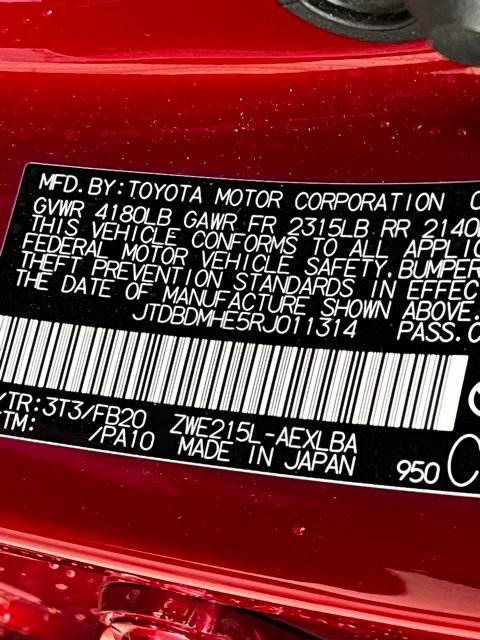 MFD. BY: TOYOTA MOTOR CORPORATION
GVWR 4180LB GAWR FR 2315LB RR 2140
THIS VEHICLE CONFORMS TO ALL APPLIC
FEDERAL MOTOR VEHICLE SAFETY, BUMPER
THEFT PREVENTION STANDARDS IN EFFEC
THE DATE OF MANUFACTURE SHOWN ABOVE.
JTDBDMHE5RJ011314 PASS.
/TR: 3T3/FB20 ZWE215L-AEXLBA
TM: /PA10 MADE IN JAPAN
950